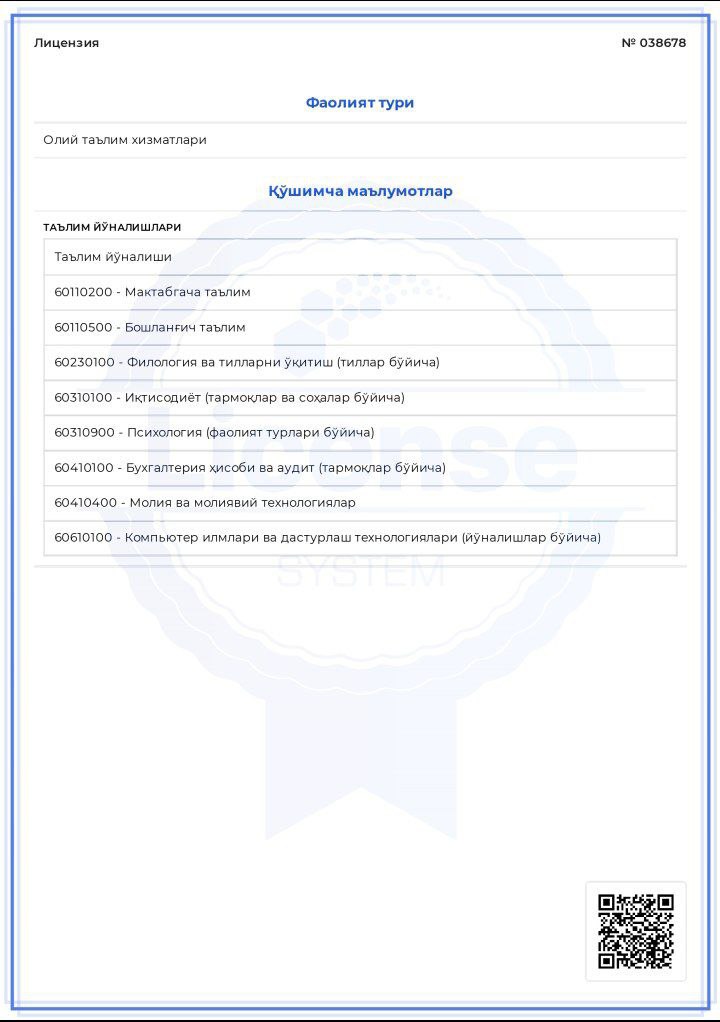 Лицензия
№ 038678
Фаолият тури
Олий таълим хизматлари
Қўшимча маълумотлар
ТАЪЛИМ ЙЎНАЛИШЛАРИ
Таълим йўналиши
60110200 - Мактабгача таълим
60110500 - Бошланғич таълим
60230100 - Филология ва тилларни ўқитиш (тиллар бўйича)
60310100 - Иқтисодиёт (тармоқлар ва соҳалар бўйича)
60310900 - Психология (фаолият турлари бўйича)
License
60410100 - Бухгалтерия ҳисоби ва аудит (тармоқлар бўйича)
60410400 - Молия ва молиявий технологиялар
60610100 - Компьютер илмлари ва дастурлаш технологиялари (йўналишлар бўйича)
SYSTEM